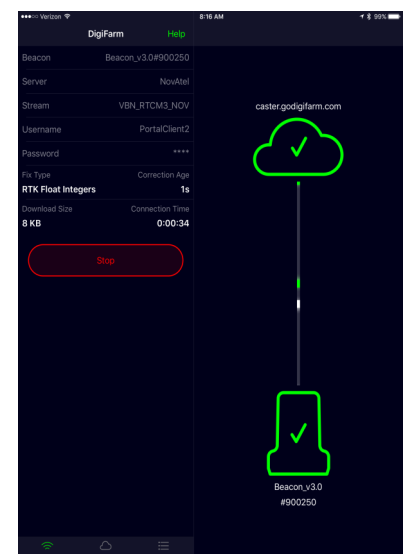 Verizon 8:16 AM 99%
DigiFarm Help
Beacon Beacon_v3.0#900250
Server NovAtel
Stream VBN_RTCM3_NOV
Username PortalClient2
Password ****
Fix Type Correction Age
RTK Float Integers 1s
Download Size Connection Time
8 KB 0:00:34
Stop
caster.godigifarm.com
Beacon_v3.0
#900250